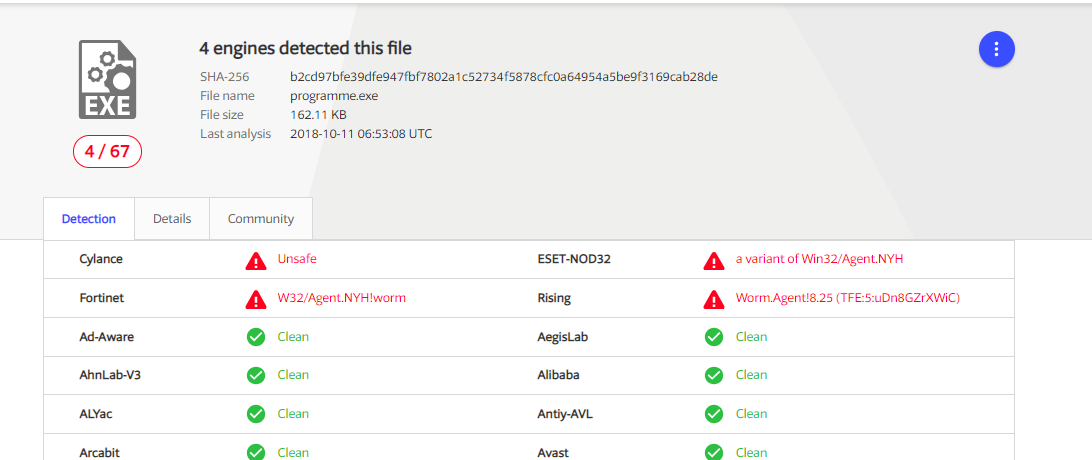 4 engines detected this file
SHA-256 b2cd97bfe39dfe947fbf7802a1c52734f5878cfc0a64954a5be9f3169cab28de
File name programme.exe
File size 162.11 KB
Last analysis 2018-10-11 06:53:08 UTC
EXE
4 / 67
Detection Details Community
Cylance Unsafe ESET-NOD32 a variant of Win32/Agent.NYH
Fortinet W32/Agent.NYH!worm Rising Worm.Agent!8.25 (TFE:5:uDn8GZrXWiC)
Ad-Aware Clean AegisLab Clean
AhnLab-V3 Clean Alibaba Clean
ALYac Clean Antiy-AVL Clean
Arcabit Clean Avast Clean